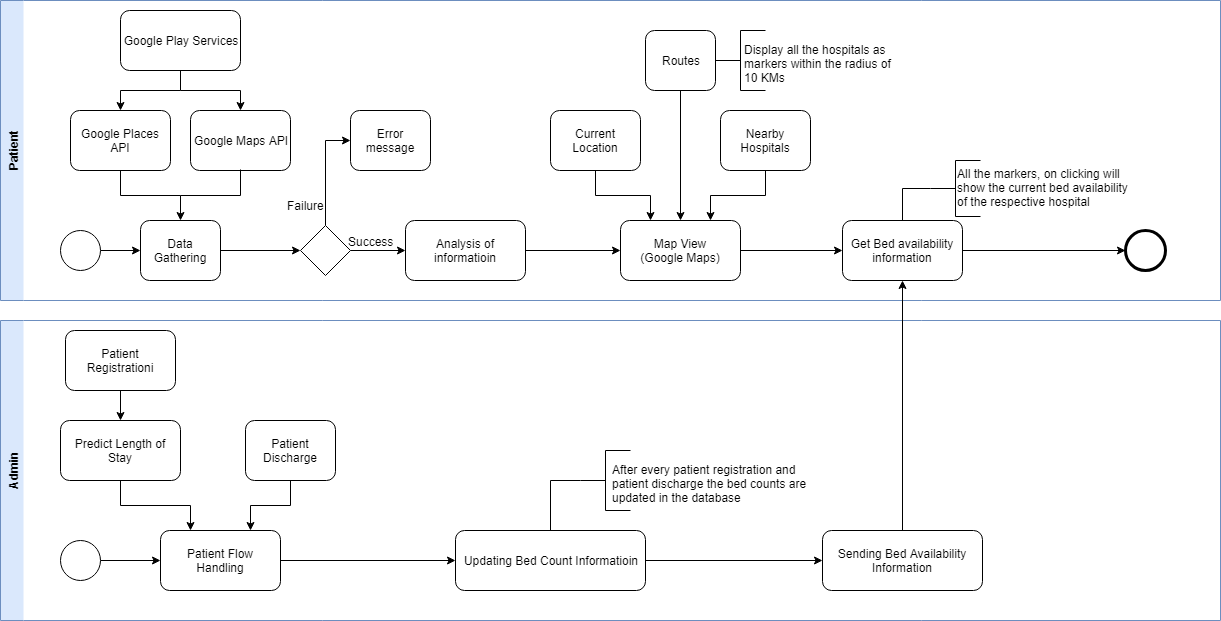 Patient
Google Play Services
Google Places
API
Google Maps API
Error
message
Failure
Data
Gathering
Success
Analysis of
informatioin
Current
Location
Routes
Display all the hospitals as
markers within the radius of
10 KMs
Nearby
Hospitals
Map View
(Google Maps)
All the markers, on clicking will
show the current bed availability
of the respective hospital
Get Bed availability
information
Admin
Patient
Registrationi
Predict Length of
Stay
Patient
Discharge
Patient Flow
Handling
After every patient registration and
patient discharge the bed counts are
updated in the database
Updating Bed Count Informatioin
Sending Bed Availability
Information